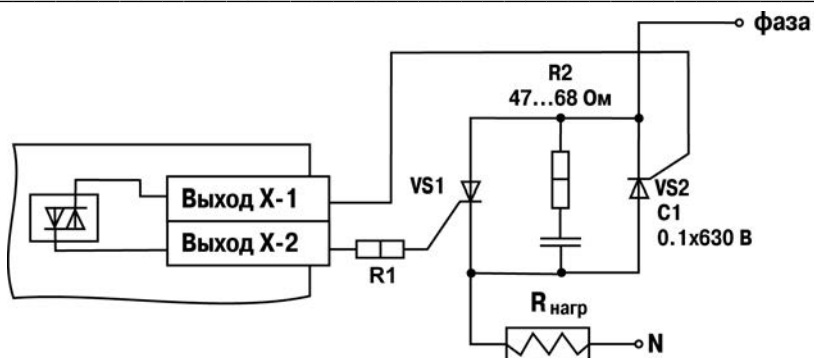 фаза
R2
47...68 Ом
VS1
VS2
C1
0.1х630 В
Выход X-1
Выход X-2
R1
R нагр
N